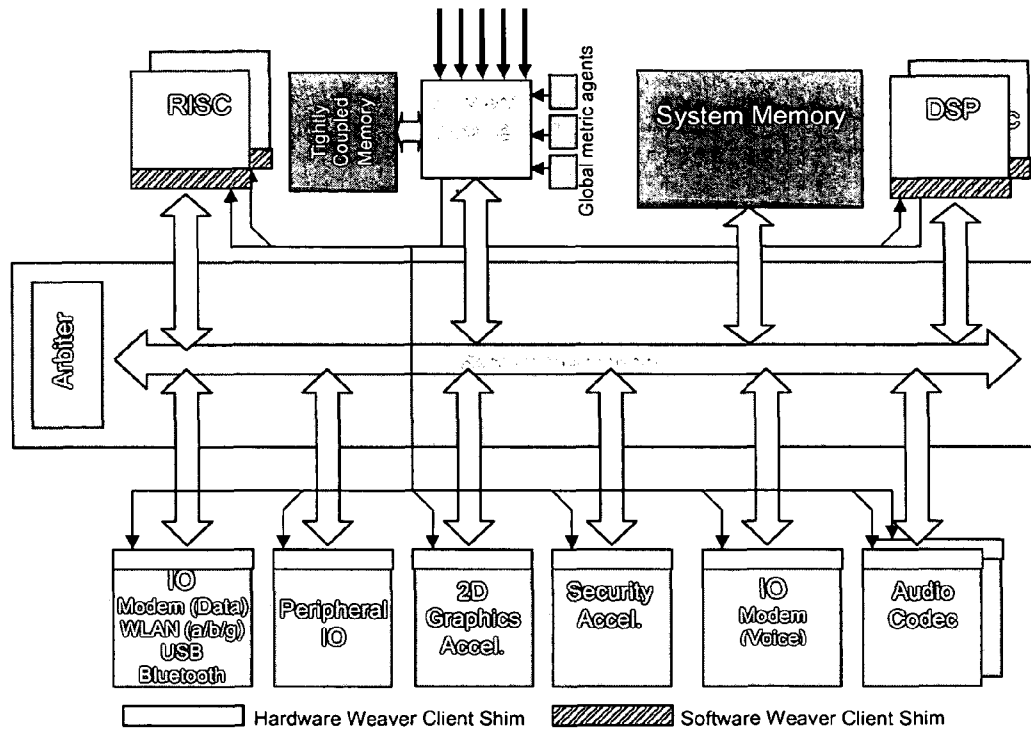 RISC
Tightly
Coupled
Memory
Global metric agents
System Memory
DSP
Arbiter
IO
Modem (Data)
WLAN (a/b/g)
USB
Bluetooth
Peripheral
IO
2D
Graphics
Accel.
Security
Accel.
IO
Modem
(Voice)
Audio
Codec
Hardware Weaver Client Shim
Software Weaver Client Shim